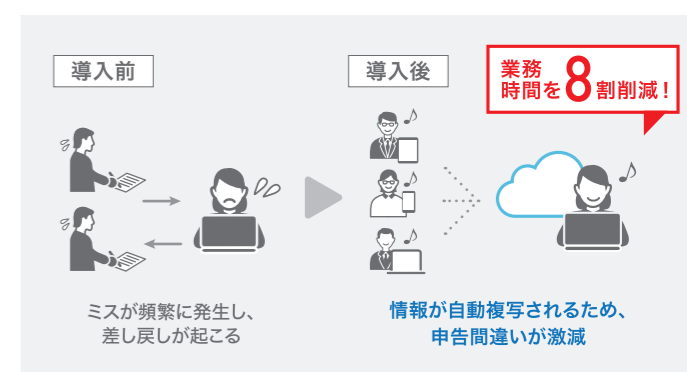 導入前
ミスが頻繁に発生し、
差し戻しが起こる
導入後
業務
時間を8割削減！
情報が自動複写されるため、
申告間違いが激減